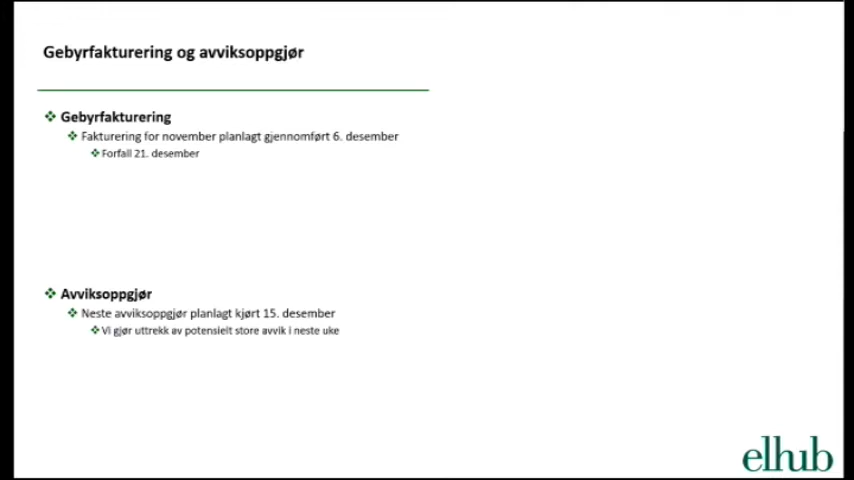 Gebyrfakturering og avviksoppgjør
Gebyrfakturering
Fakturering for november planlagt gjennomført 6. desember
Forfall 21. desember
Avviksoppgjør
Neste avviksoppgjør planlagt kjørt 15. desember
Vi gjør uttrekk av potensielt store avvik i neste uke
elhub